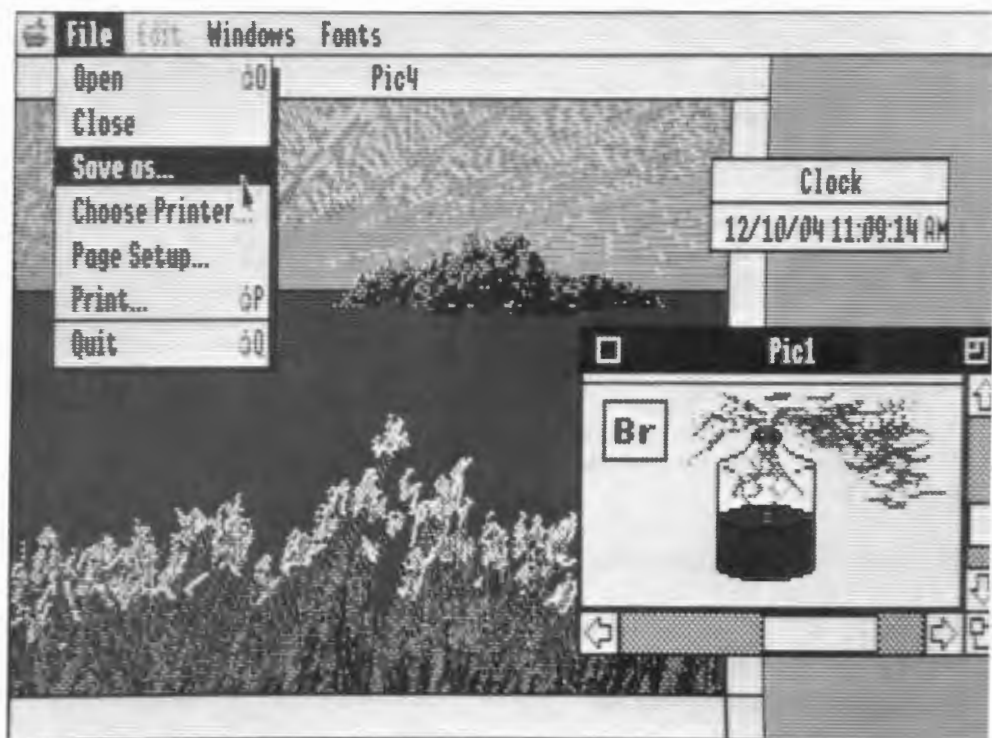 File Edit Windows Fonts
Pic4
Open ⌘O
Close
Save as...
Choose Printer...
Page Setup...
Print... ⌘P
Quit ⌘Q
Clock
12/10/04 11:09:14 AM
Pic1
Br